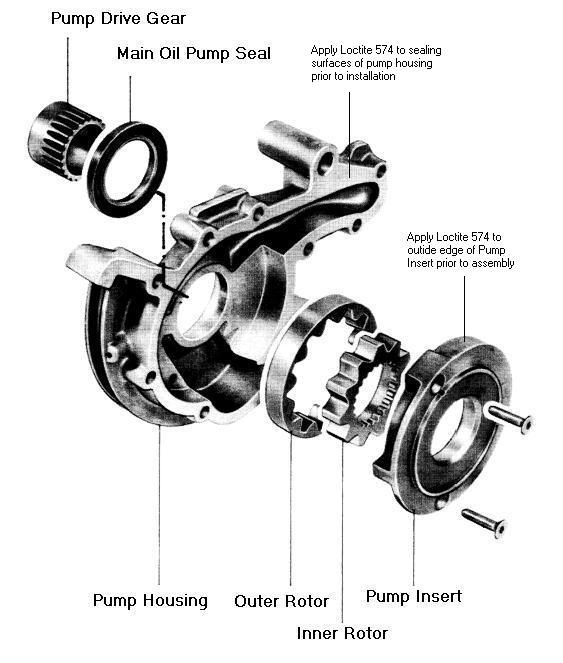 Pump Drive Gear
Main Oil Pump Seal
Apply Loctite 574 to sealing
surfaces of pump housing
prior to installation
Apply Loctite 574 to
outide edge of Pump
Insert prior to assembly
Pump Housing
Outer Rotor
Pump Insert
Inner Rotor